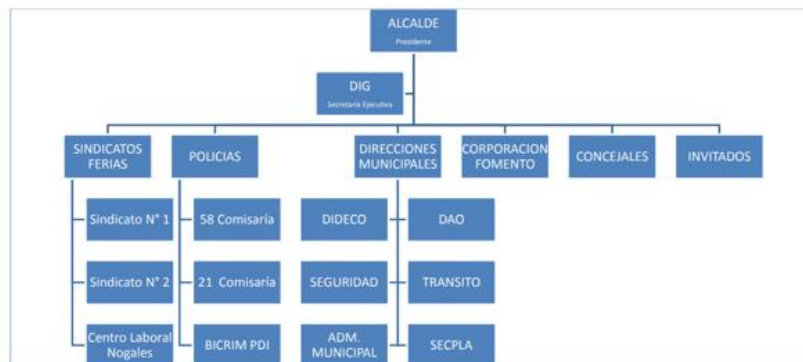 ALCALDE
Presidente
DIG
Secretaría Ejecutiva
SINDICATOS
FERIAS
POLICIAS
DIRECCIONES
MUNICIPALES
CORPORACION
FOMENTO
CONCEJALES
INVITADOS
Sindicato N° 1
58 Comisaría
DIDECO
DAO
Sindicato N° 2
21 Comisaría
SEGURIDAD
TRANSITO
Centro Laboral
Nogales
BICRIM PDI
ADM.
MUNICIPAL
SECPLA